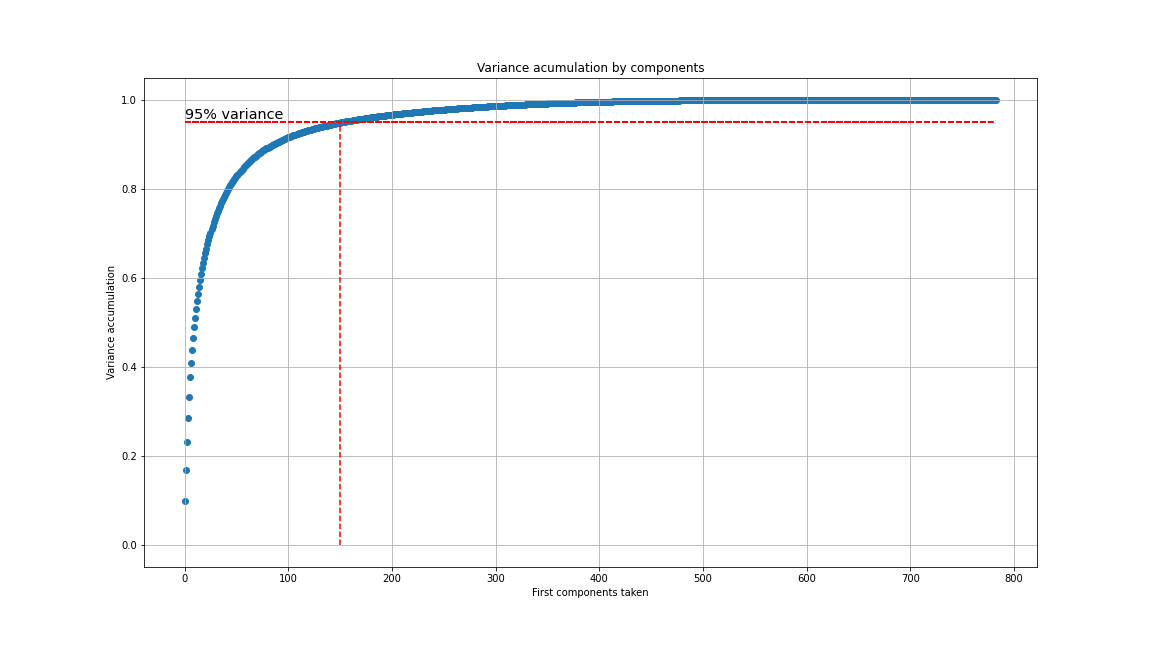 Variance acumulation by components
1.0
95% variance
0.8
Variance accumulation
0.6
0.4
0.2
0.0
0 100 200 300 400 500 600 700 800
First components taken